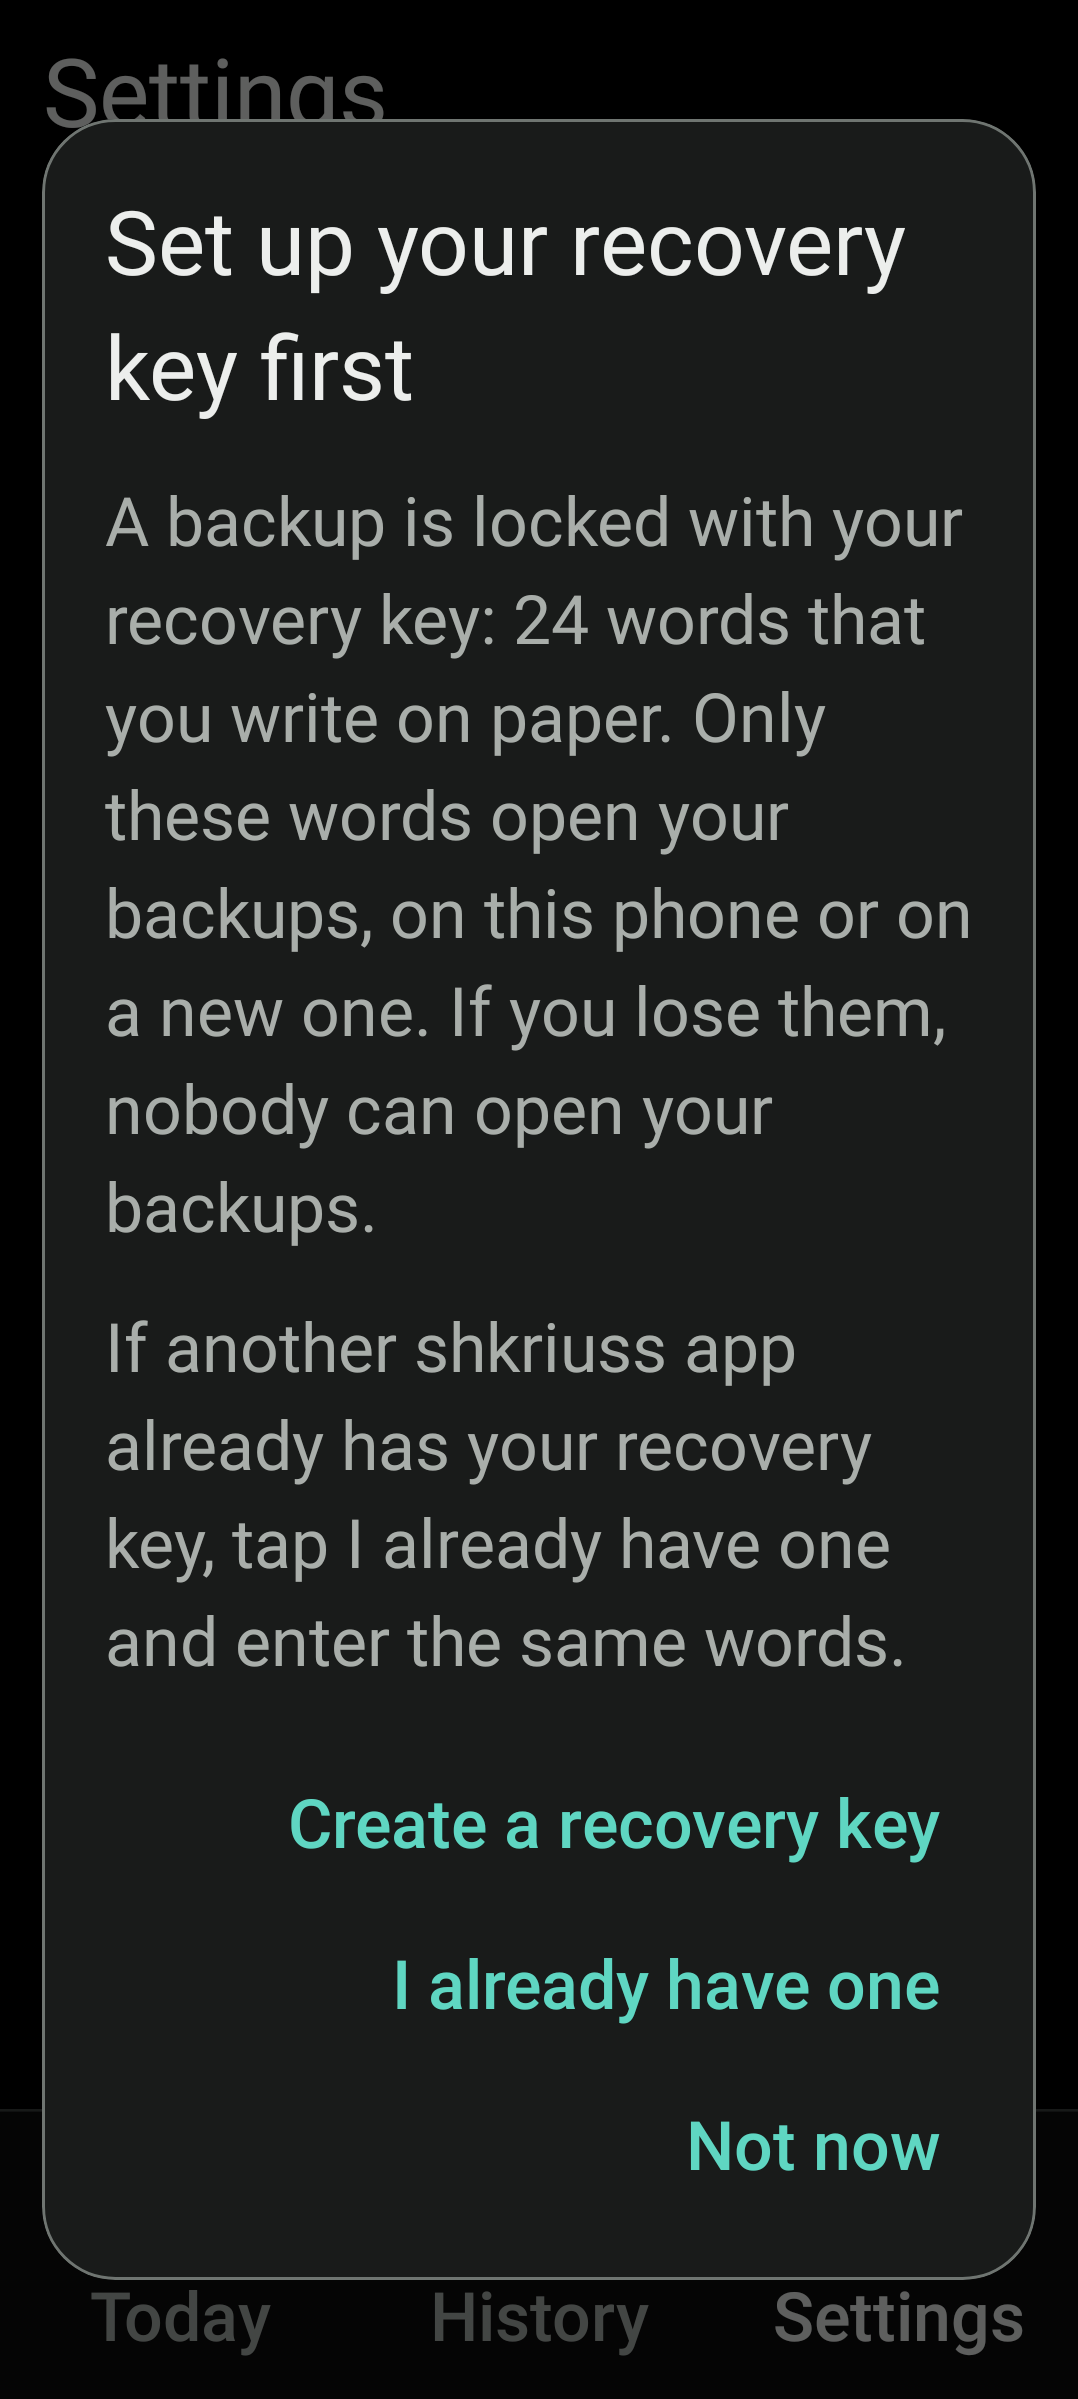 Settings
Set up your recovery
key first
A backup is locked with your
recovery key: 24 words that
you write on paper. Only
these words open your
backups, on this phone or on
a new one. If you lose them,
nobody can open your
backups.
If another shkriuss app
already has your recovery
key, tap I already have one
and enter the same words.
Create a recovery key
I already have one
Not now
Today History Settings